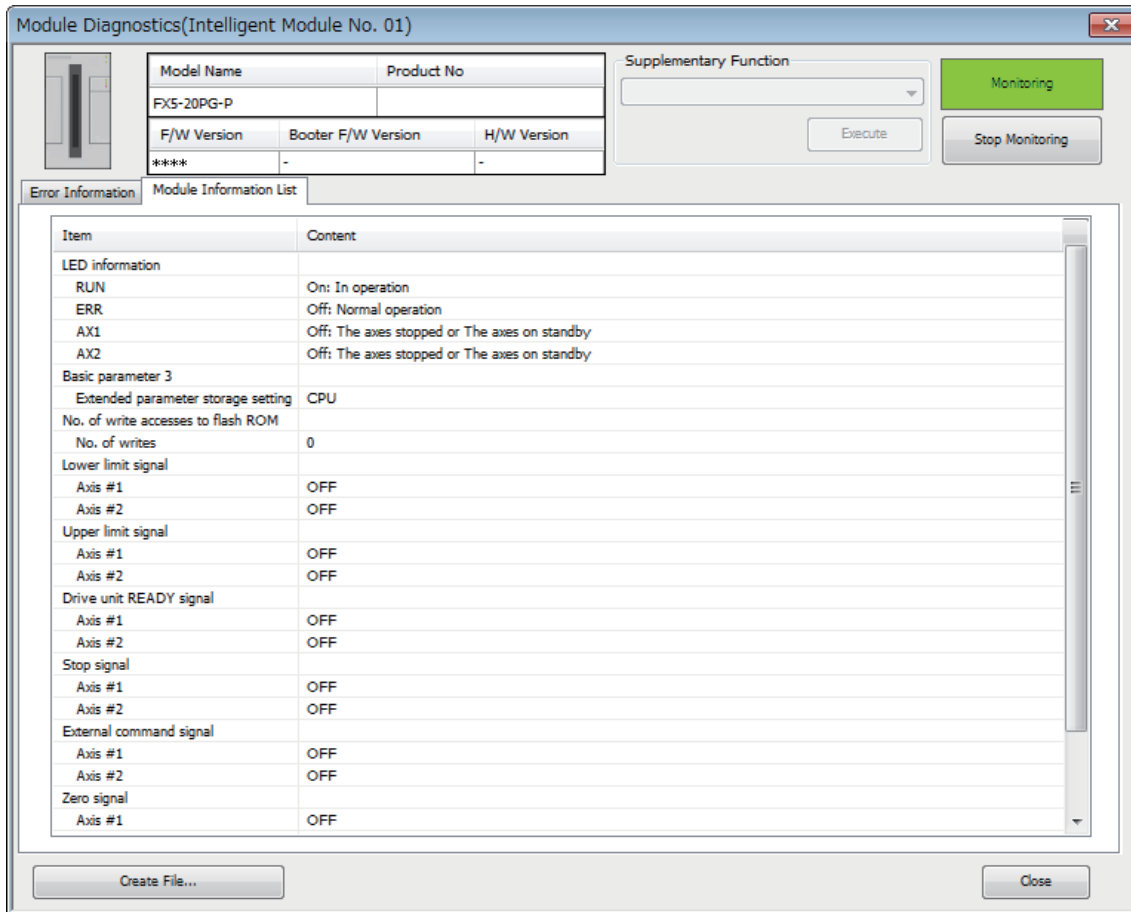 Module Diagnostics(Intelligent Module No. 01)
Model Name Product No
FX5-20PG-P
F/W Version Booter F/W Version H/W Version
**** - -
Supplementary Function
Execute
Monitoring
Stop Monitoring
Error Information Module Information List
Item Content
LED information
RUN On: In operation
ERR Off: Normal operation
AX1 Off: The axes stopped or The axes on standby
AX2 Off: The axes stopped or The axes on standby
Basic parameter 3
Extended parameter storage setting CPU
No. of write accesses to flash ROM
No. of writes 0
Lower limit signal
Axis #1 OFF
Axis #2 OFF
Upper limit signal
Axis #1 OFF
Axis #2 OFF
Drive unit READY signal
Axis #1 OFF
Axis #2 OFF
Stop signal
Axis #1 OFF
Axis #2 OFF
External command signal
Axis #1 OFF
Axis #2 OFF
Zero signal
Axis #1 OFF
Create File... Close